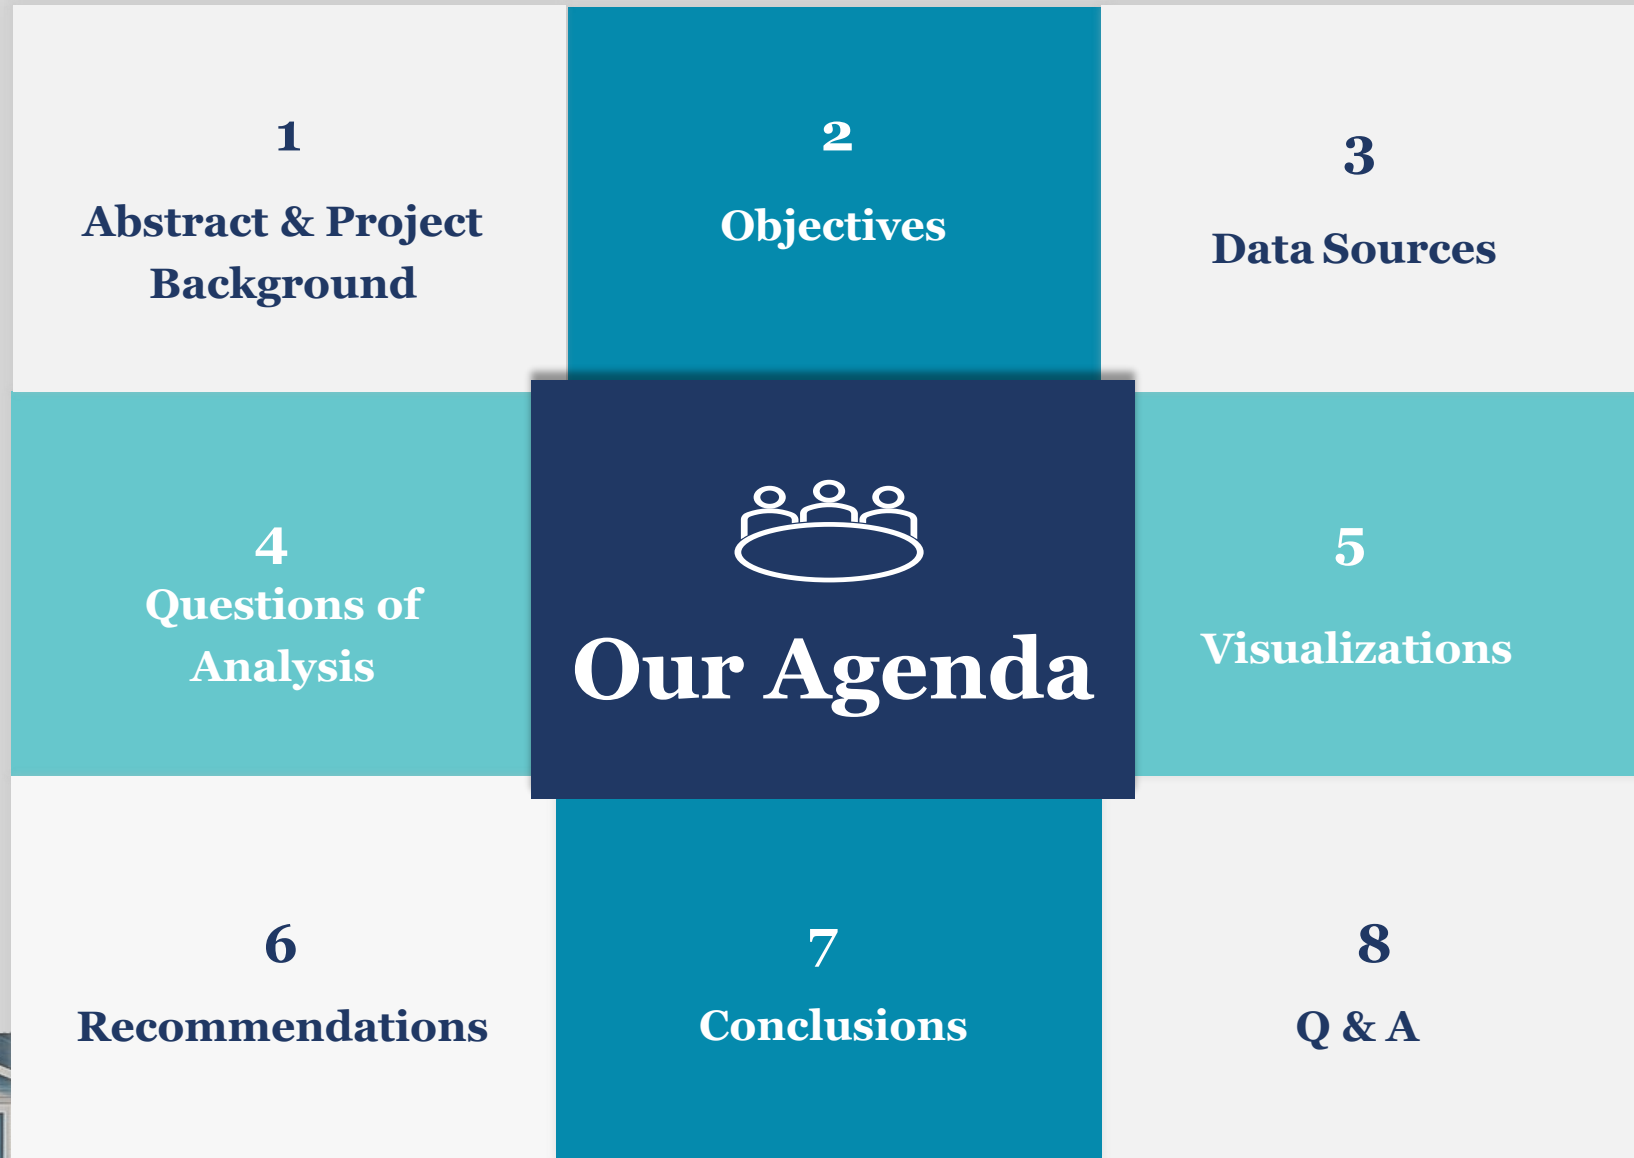 1
Abstract & Project
Background
2
Objectives
3
Data Sources
4
Questions of
Analysis
Our Agenda
5
Visualizations
6
Recommendations
7
Conclusions
8
Q & A